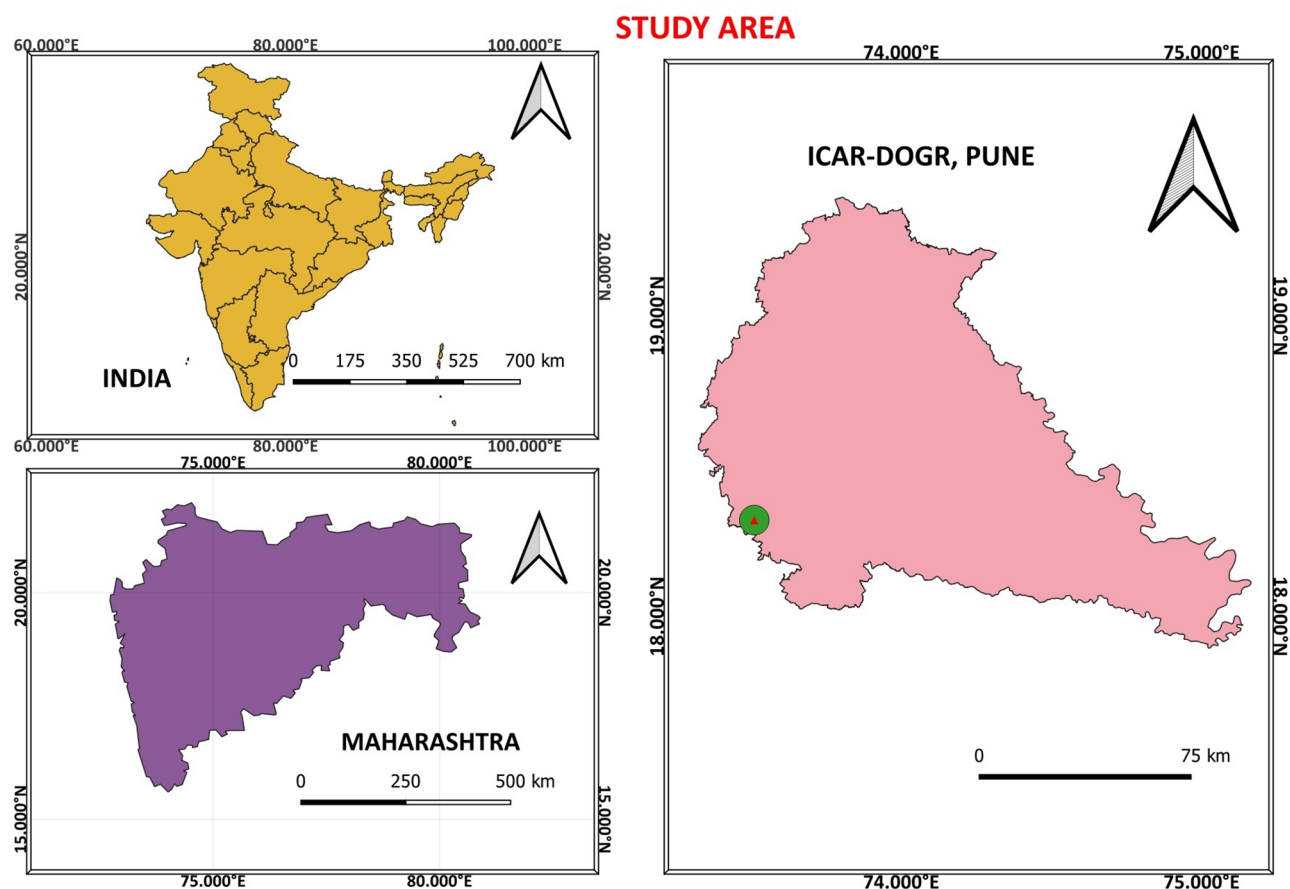 STUDY AREA
60.000°E 80.000°E 100.000°E
20.000°N
20.000°N
INDIA
0 175 350 525 700 km
60.000°E 80.000°E 100.000°E
75.000°E 80.000°E
20.000°N
20.000°N
MAHARASHTRA
0 250 500 km
15.000°N
15.000°N
75.000°E 80.000°E
74.000°E 75.000°E
ICAR-DOGR, PUNE
19.000°N
19.000°N
18.000°N
18.000°N
0 75 km
74.000°E 75.000°E